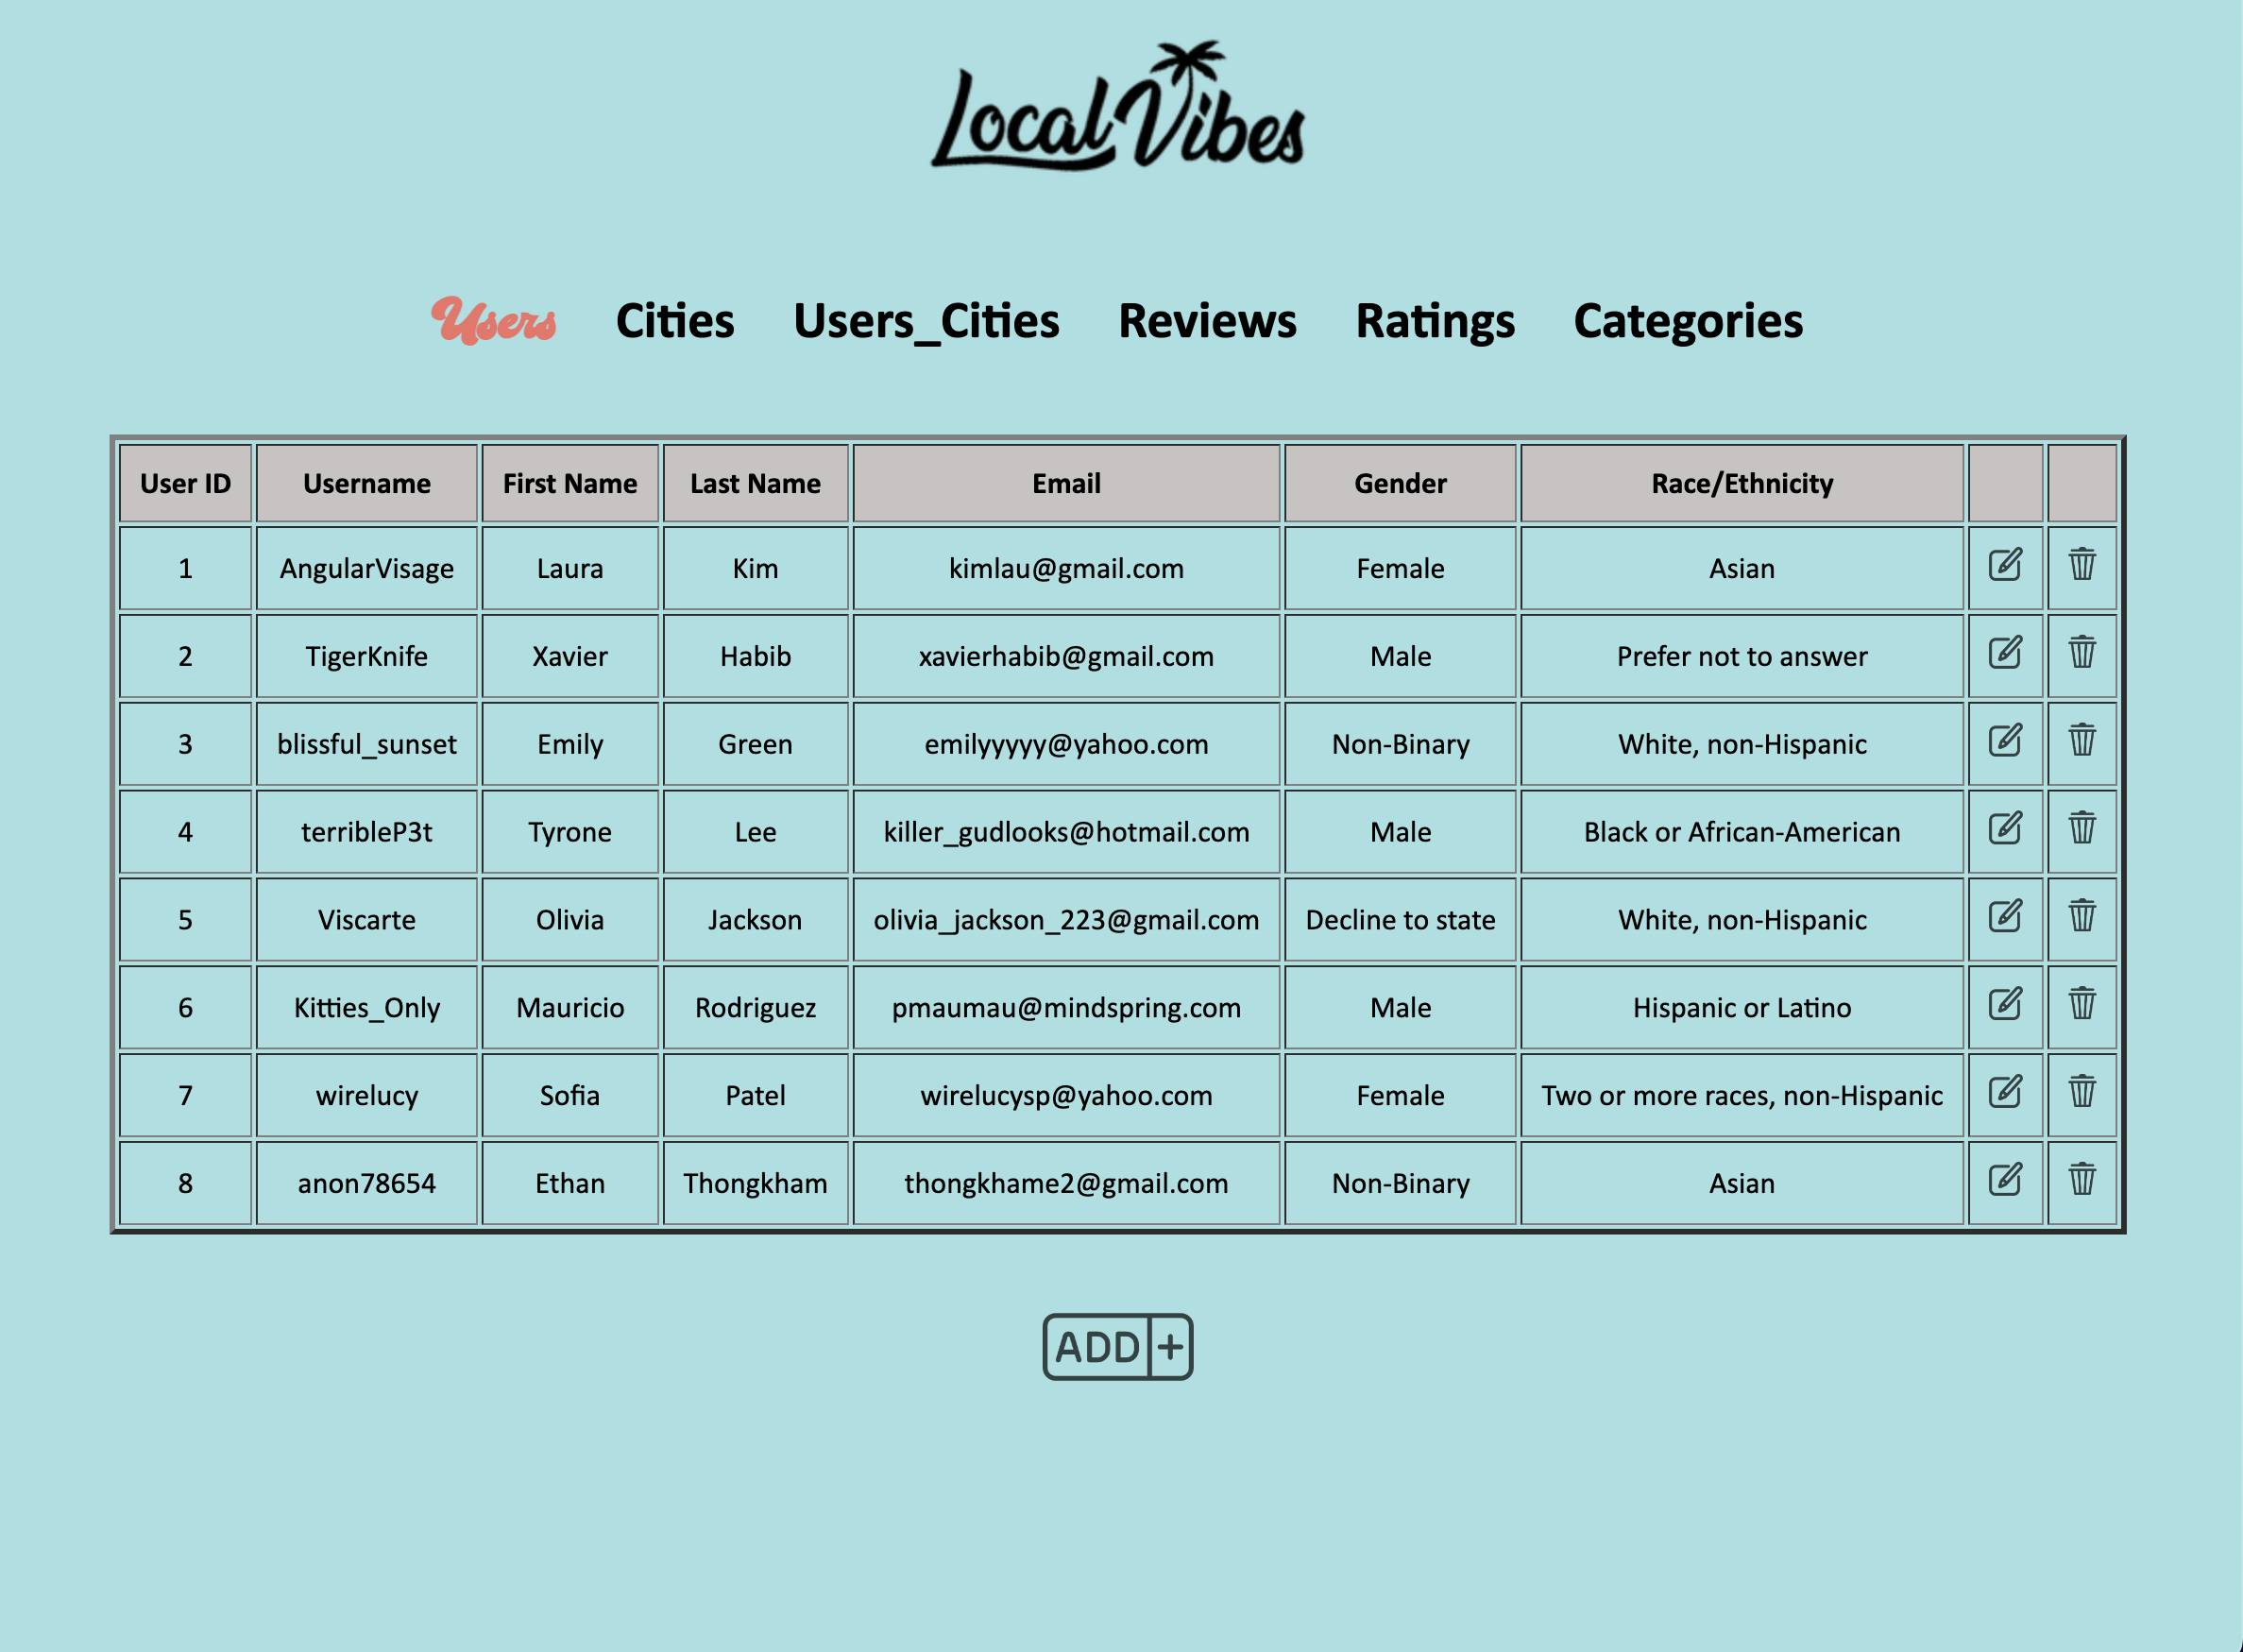 Local Vibes
Users Cities Users_Cities Reviews Ratings Categories
User ID Username First Name Last Name Email Gender Race/Ethnicity
1 AngularVisage Laura Kim kimlau@gmail.com Female Asian
2 TigerKnife Xavier Habib xavierhabib@gmail.com Male Prefer not to answer
3 blissful_sunset Emily Green emilyyyyy@yahoo.com Non-Binary White, non-Hispanic
4 terribleP3t Tyrone Lee killer_gudlooks@hotmail.com Male Black or African-American
5 Viscarte Olivia Jackson olivia_jackson_223@gmail.com Decline to state White, non-Hispanic
6 Kitties_Only Mauricio Rodriguez pmaumau@mindspring.com Male Hispanic or Latino
7 wirelucy Sofia Patel wirelucysp@yahoo.com Female Two or more races, non-Hispanic
8 anon78654 Ethan Thongkham thongkhame2@gmail.com Non-Binary Asian
ADD+